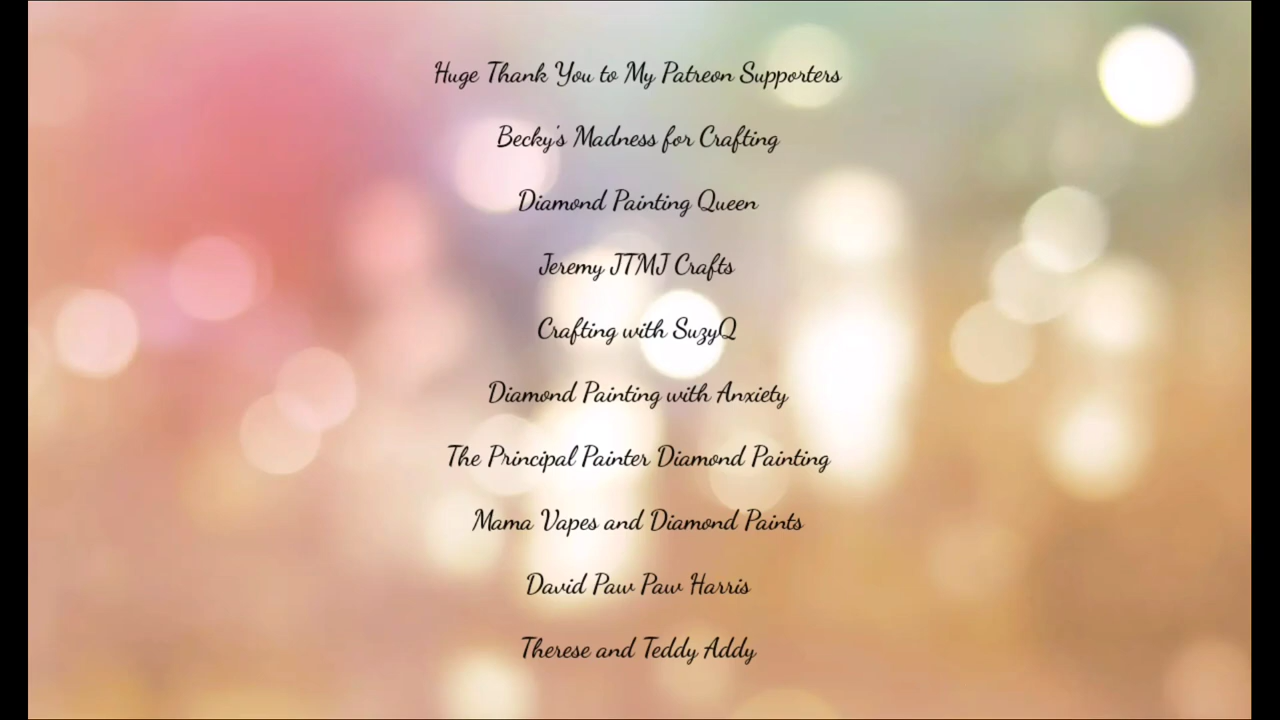 Huge Thank You to My Patreon Supporters
Becky's Madness for Crafting
Diamond Painting Queen
Jeremy JTMJ Crafts
Crafting with SuzyQ
Diamond Painting with Anxiety
The Principal Painter Diamond Painting
Mama Vapes and Diamond Paints
David Paw Paw Harris
Therese and Teddy Addy